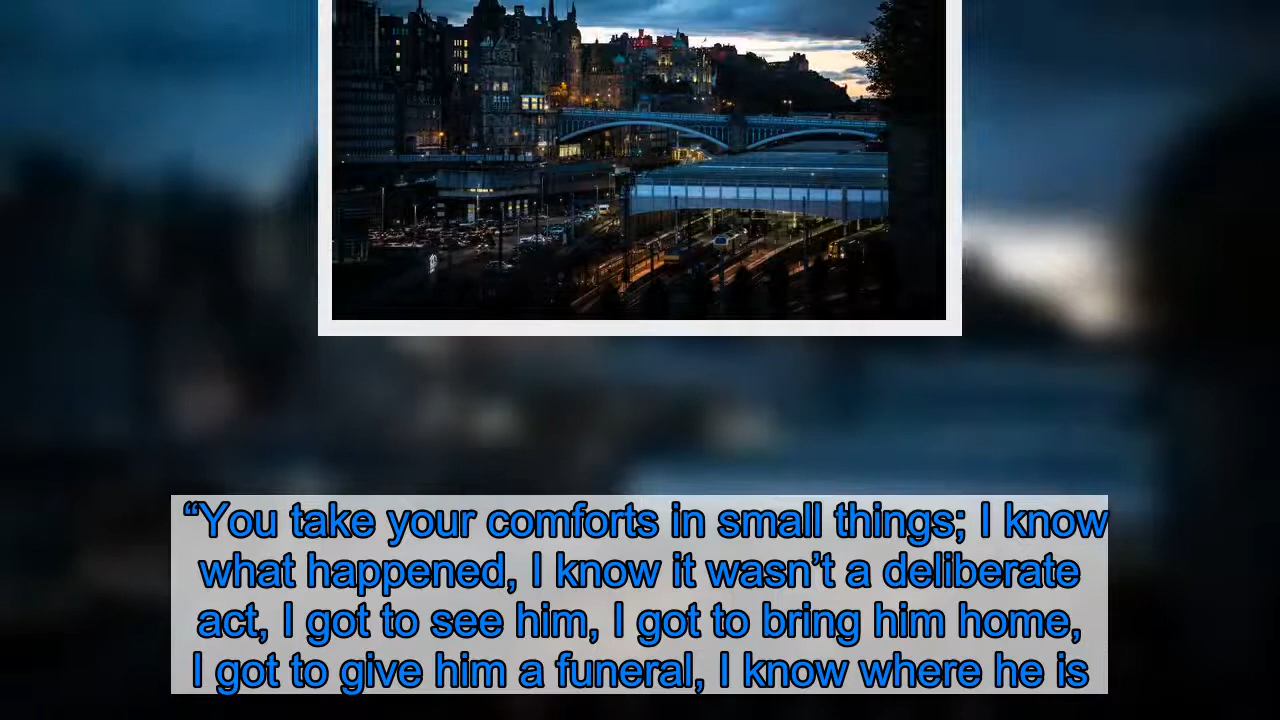 “You take your comforts in small things; I know
what happened, I know it wasn’t a deliberate
act, I got to see him, I got to bring him home,
I got to give him a funeral, I know where he is